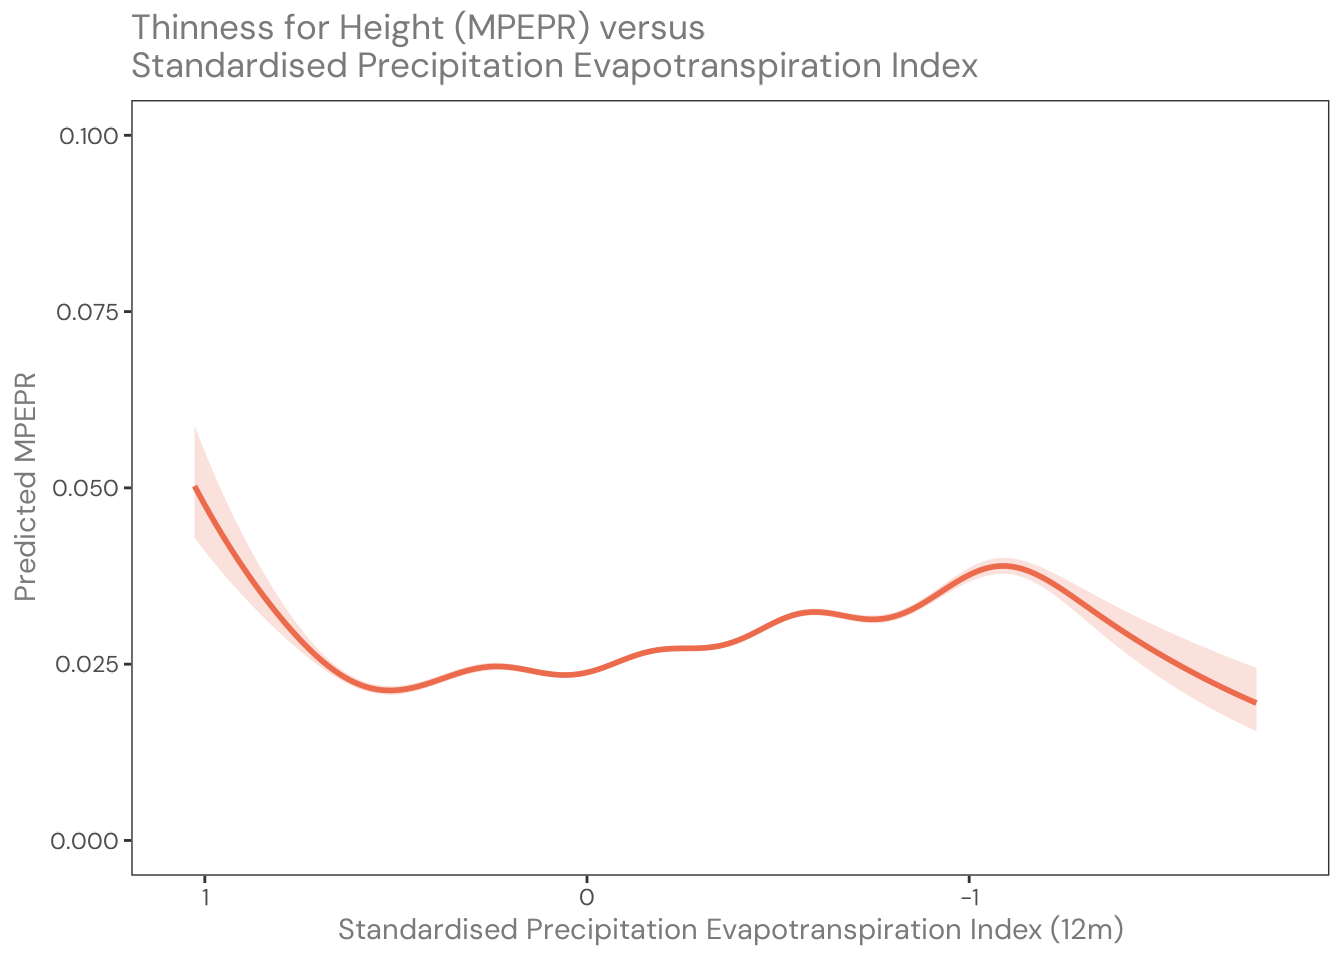 Thinness for Height (MPEPR) versus
Standardised Precipitation Evapotranspiration Index
0.100
0.075
0.050
0.025
0.000
Predicted MPEPR
1
0
-1
Standardised Precipitation Evapotranspiration Index (12m)